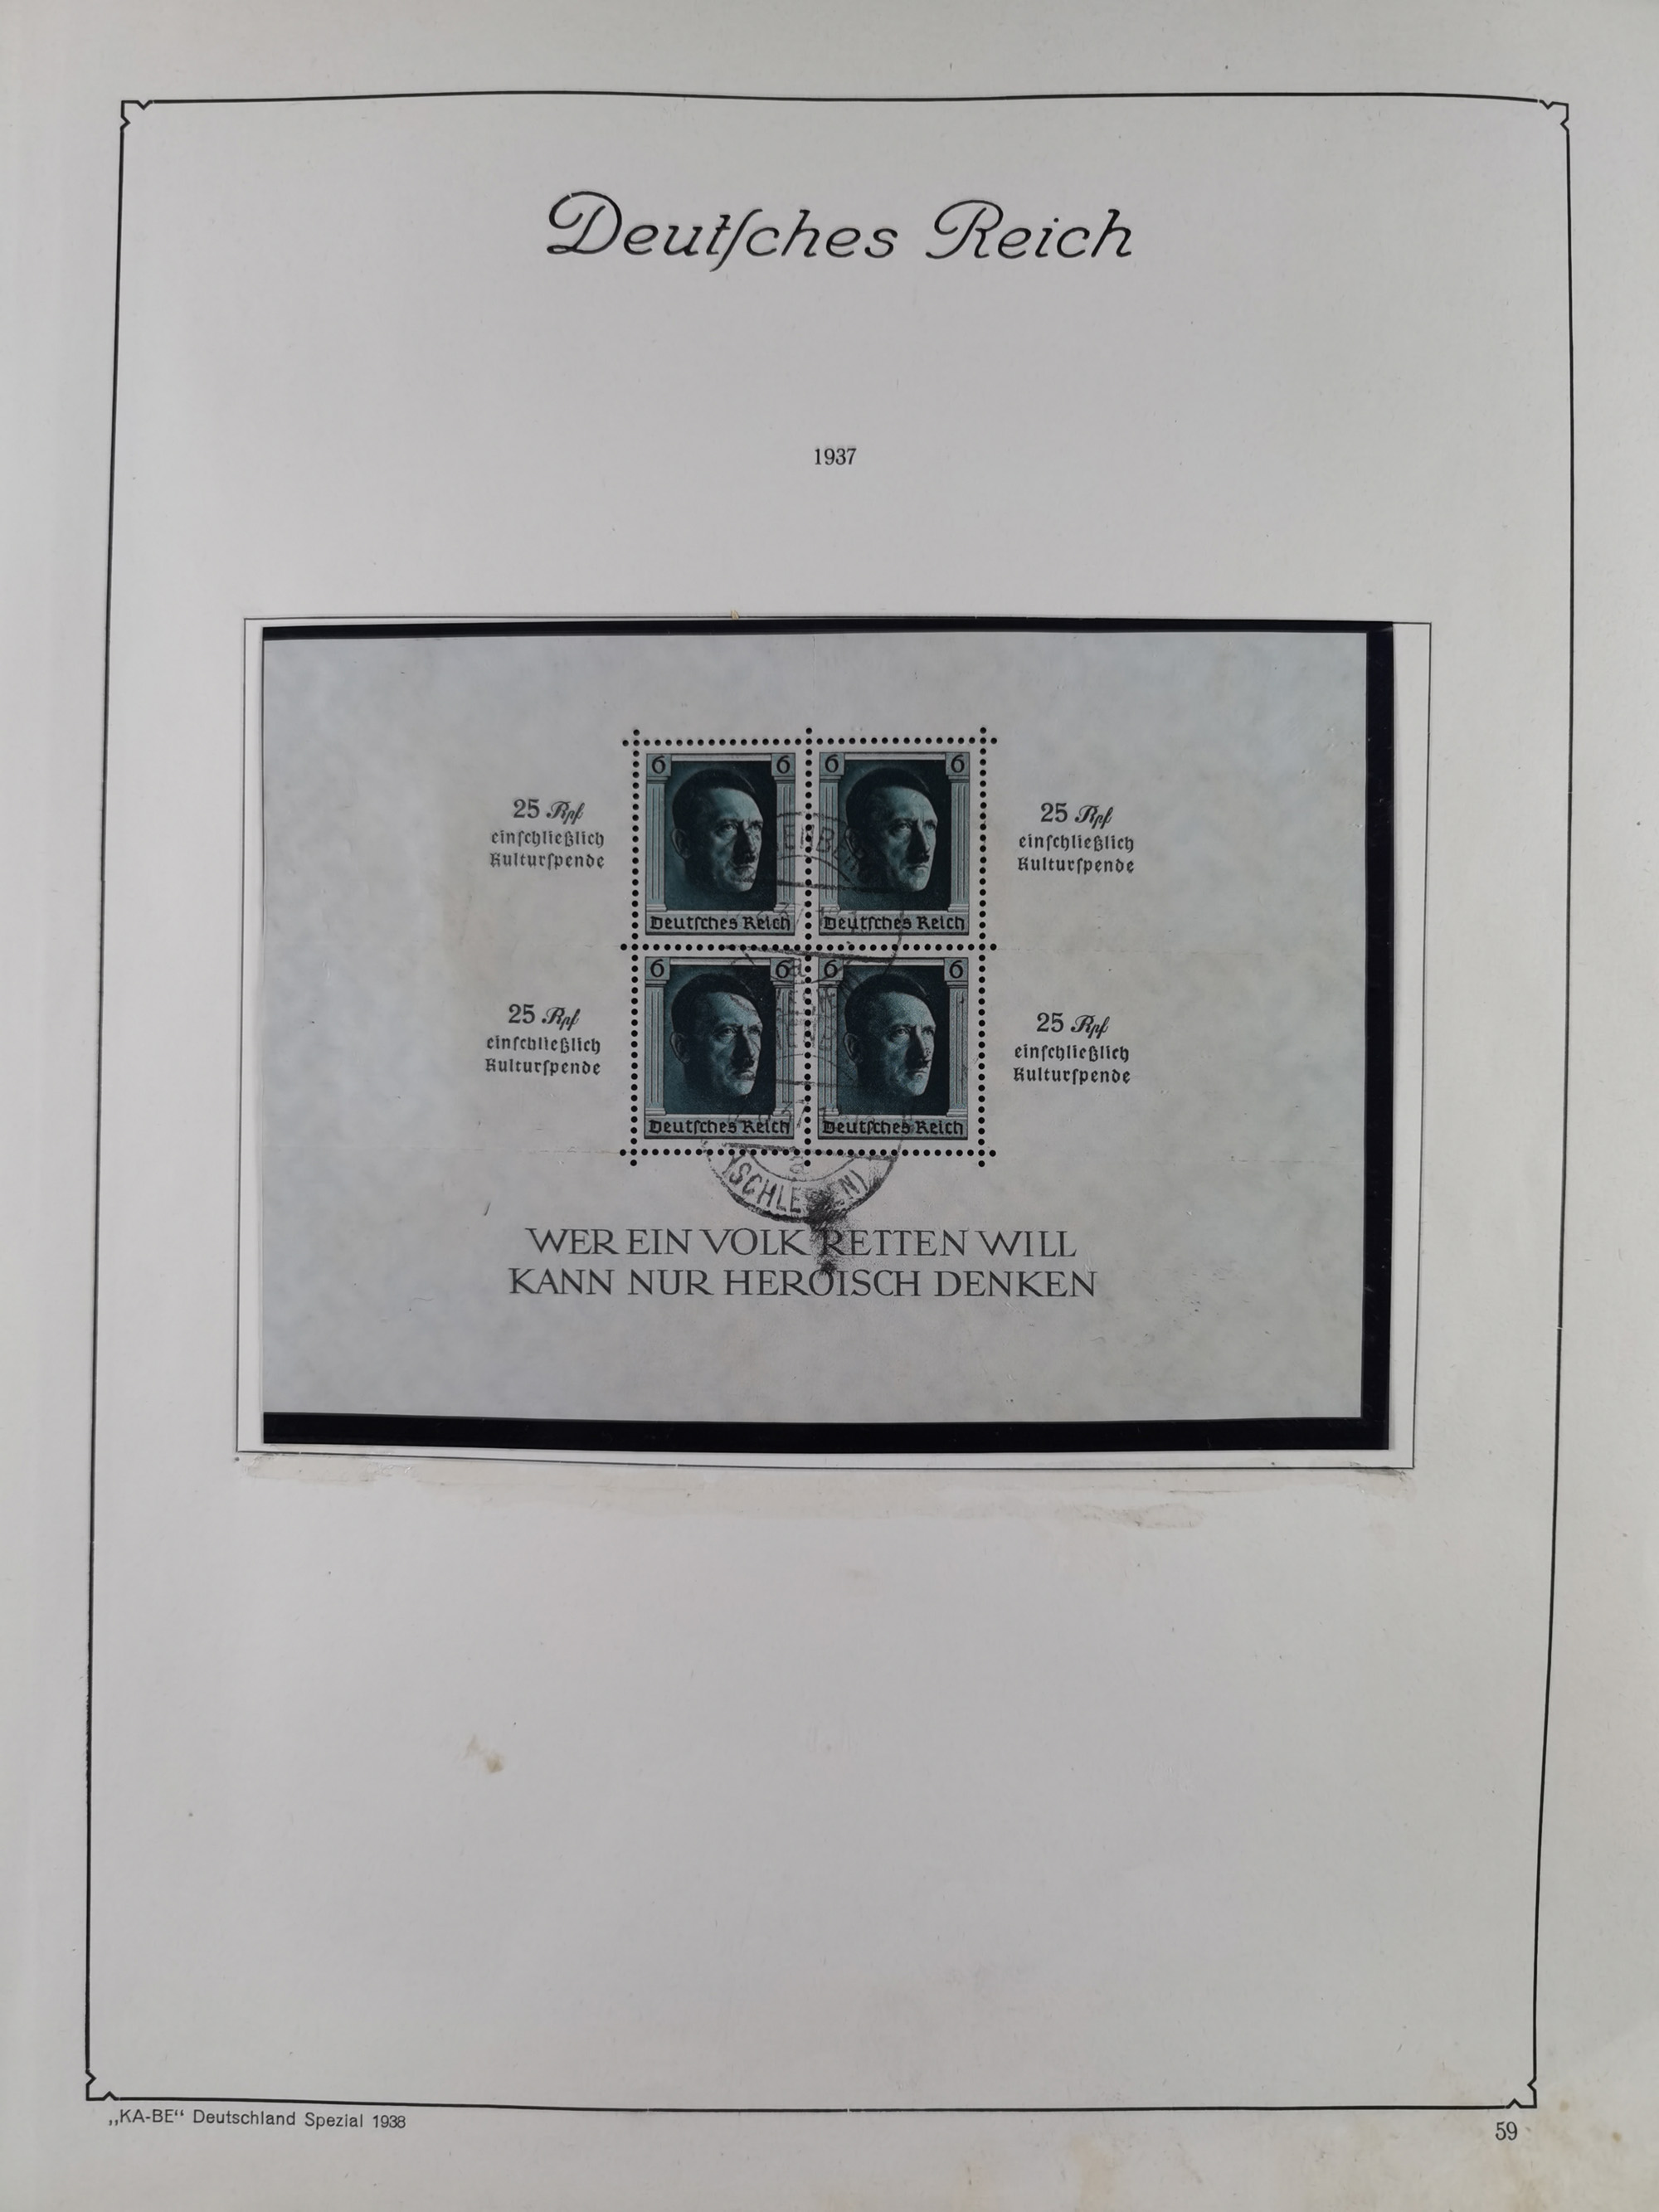 Deutſches Reich
1937
25 Rpf
einſchließlich
Kulturſpende
25 Rpf
einſchließlich
Kulturſpende
6 6
Deutſches Reich
6 6
Deutſches Reich
25 Rpf
einſchließlich
Kulturſpende
25 Rpf
einſchließlich
Kulturſpende
6 6
Deutſches Reich
6 6
Deutſches Reich
WER EIN VOLK RETTEN WILL
KANN NUR HEROISCH DENKEN
„KA-BE“ Deutschland Spezial 1938
59